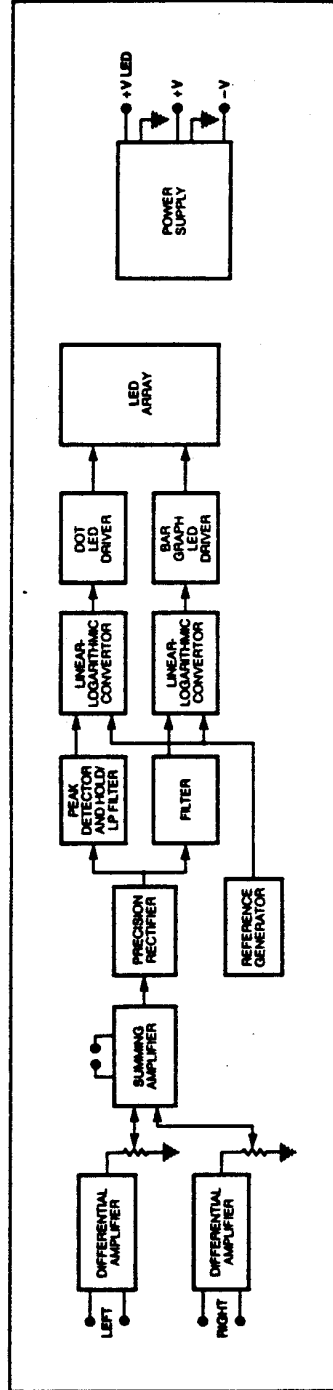 LEFT
DIFFERENTIAL
AMPLIFIER
RIGHT
DIFFERENTIAL
AMPLIFIER
SUMMING
AMPLIFIER
PRECISION
RECTIFIER
REFERENCE
GENERATOR
PEAK
DETECTOR
AND HOLD/
LP FILTER
FILTER
LINEAR-
LOGARITHMIC
CONVERTOR
LINEAR-
LOGARITHMIC
CONVERTOR
DOT
LED
DRIVER
BAR
GRAPH
LED
DRIVER
LED
ARRAY
POWER
SUPPLY
+V LED
+V
-V